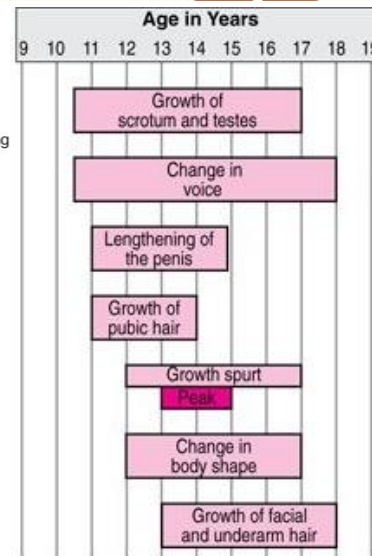 Age in Years
9 10 11 12 13 14 15 16 17 18 19
Growth of
scrotum and testes
g
Change in
voice
Lengthening of
the penis
Growth of
pubic hair
Growth spurt
Peak
Change in
body shape
Growth of facial
and underarm hair